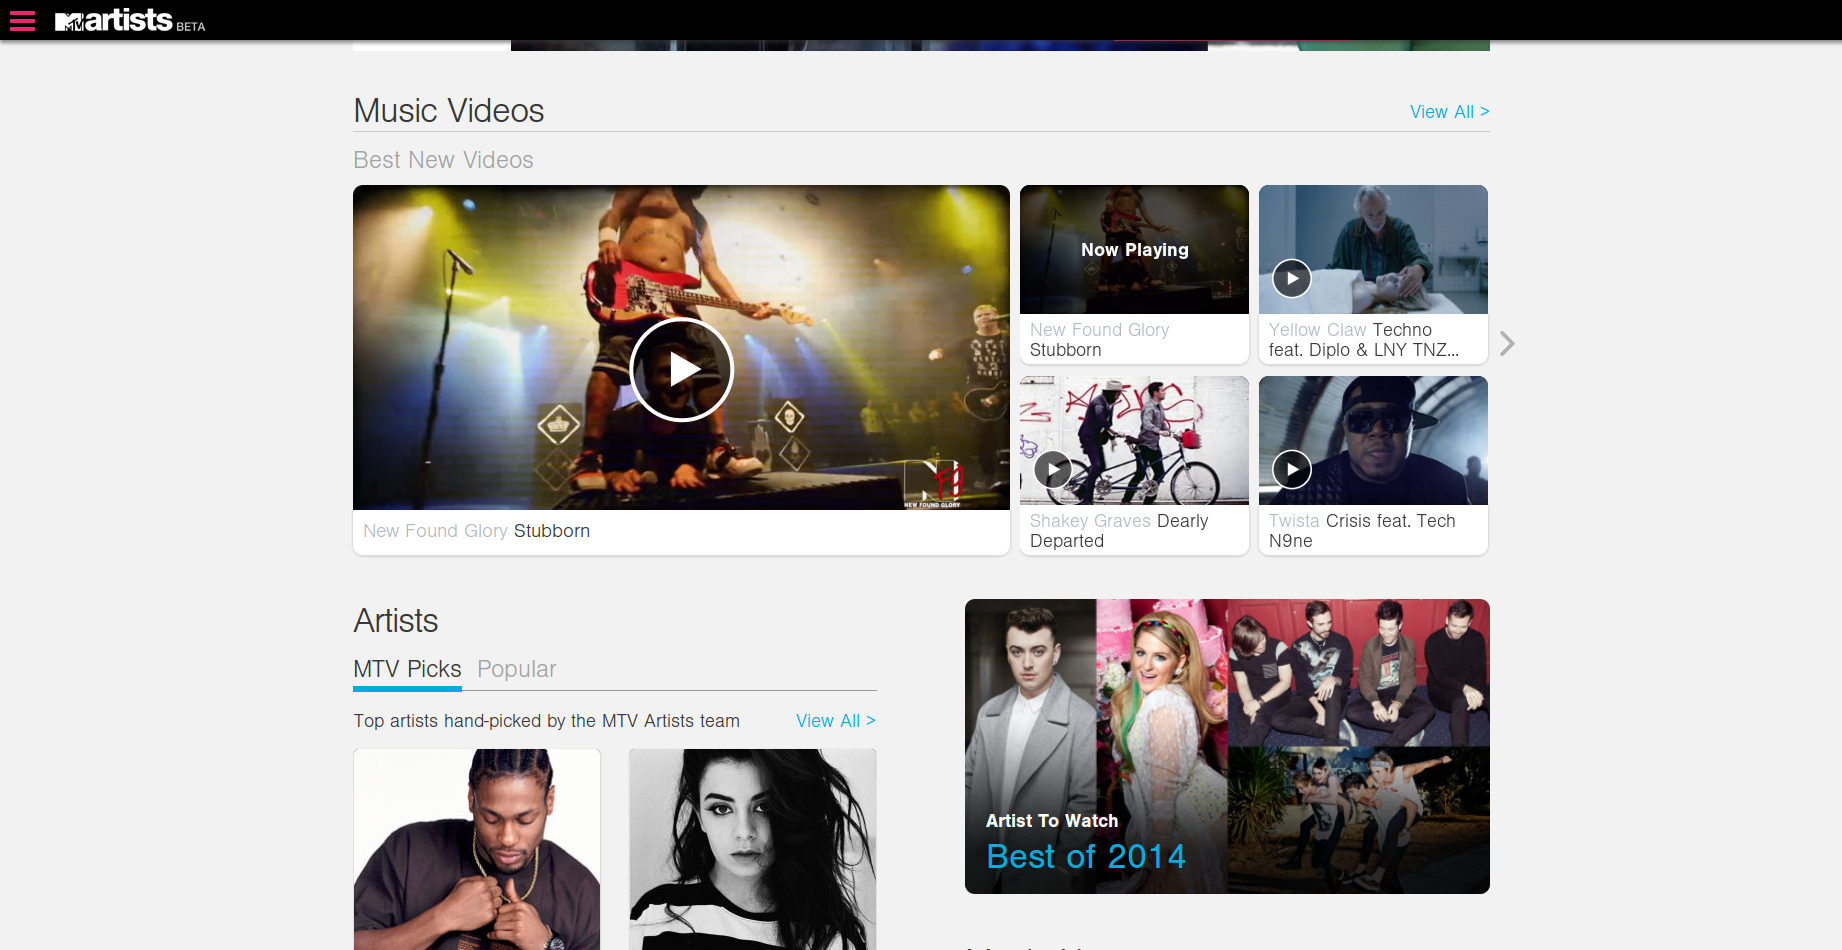 MTV artists BETA
Music Videos
View All >
Best New Videos
NEW FOUND GLORY
New Found Glory Stubborn
Now Playing
New Found Glory
Stubborn
Yellow Claw Techno
feat. Diplo & LNY TNZ...
Shakey Graves Dearly
Departed
Twista Crisis feat. Tech
N9ne
Artists
MTV Picks Popular
Top artists hand-picked by the MTV Artists team
View All >
Artist To Watch
Best of 2014